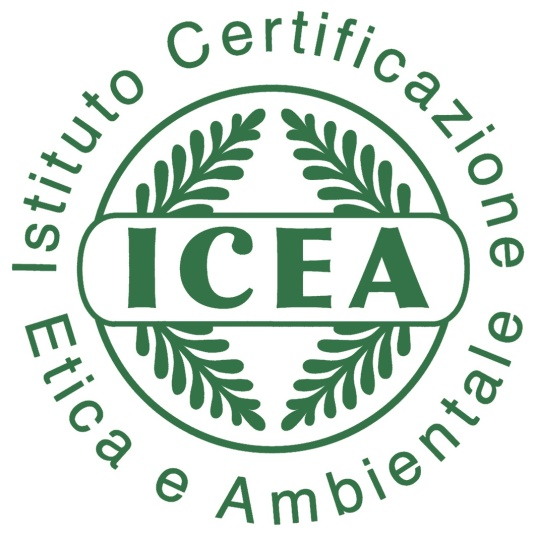 Istituto Certificazione
ICEA
Etica e Ambientale